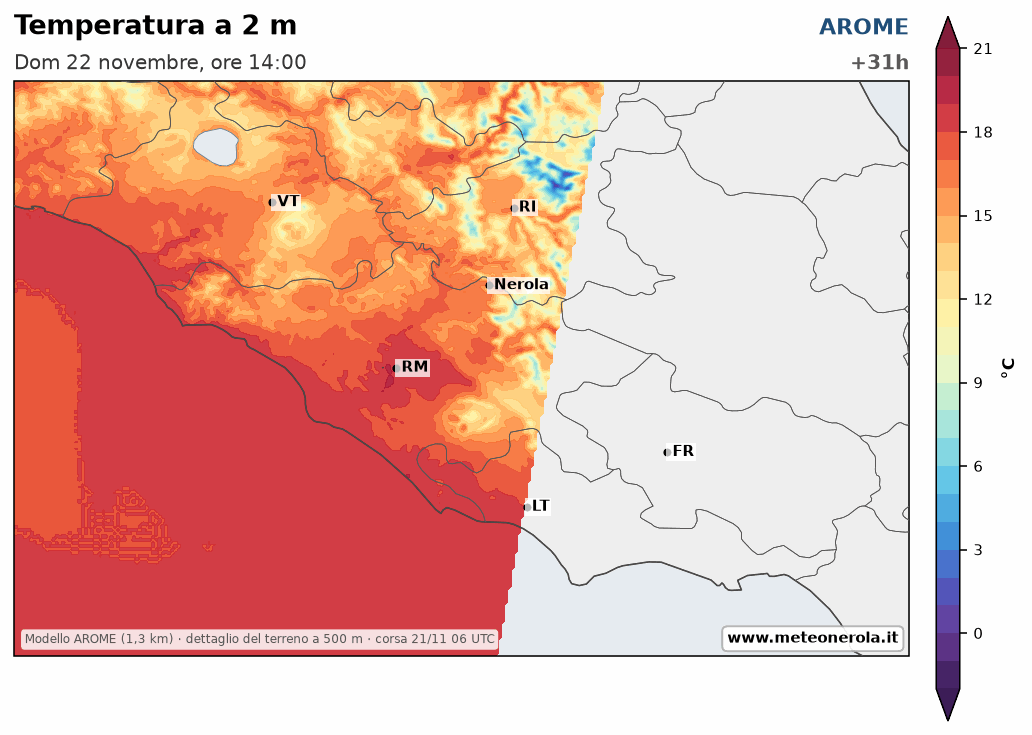 Temperatura a 2 m
AROME
Dom 22 novembre, ore 14:00
+31h
VT
RI
Nerola
RM
FR
LT
21
18
15
12
9
6
3
0
°C
Modello AROME (1,3 km) · dettaglio del terreno a 500 m · corsa 21/11 06 UTC
www.meteonerola.it